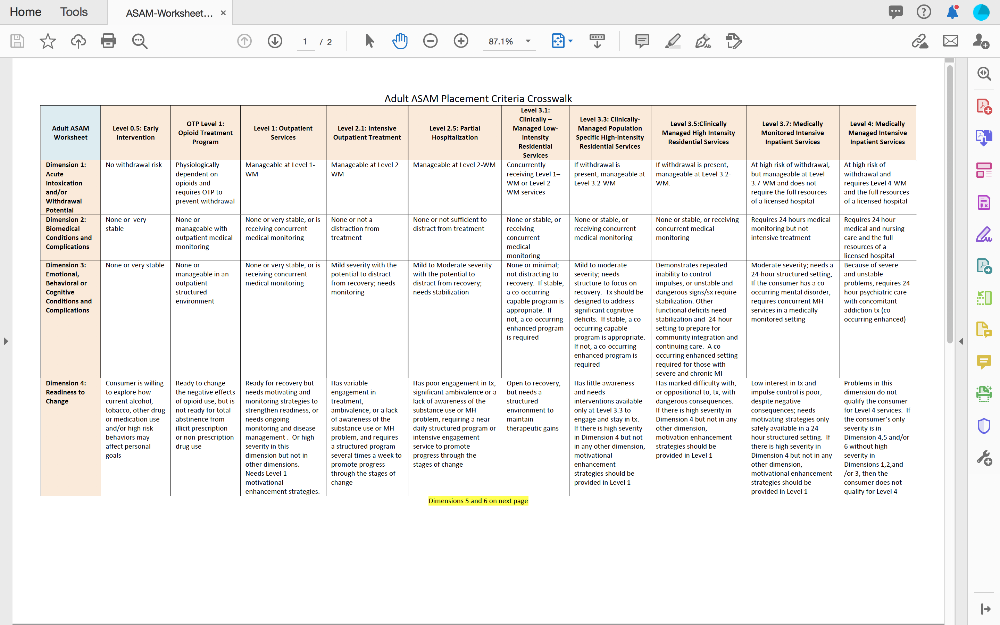 Home Tools ASAM-Worksheet... ×
1 / 2 87.1%
Adult ASAM Placement Criteria Crosswalk
Adult ASAM
Worksheet
Level 0.5: Early
Intervention
OTP Level 1:
Opioid Treatment
Program
Level 1: Outpatient
Services
Level 2.1: Intensive
Outpatient Treatment
Level 2.5: Partial
Hospitalization
Level 3.1:
Clinically –
Managed Low-
intensity
Residential
Services
Level 3.3: Clinically-
Managed Population
Specific High-intensity
Residential Services
Level 3.5:Clinically
Managed High Intensity
Residential Services
Level 3.7: Medically
Monitored Intensive
Inpatient Services
Level 4: Medically
Managed Intensive
Inpatient Services
Dimension 1:
Acute
Intoxication
and/or
Withdrawal
Potential
No withdrawal risk
Physiologically
dependent on
opioids and
requires OTP to
prevent withdrawal
Manageable at Level 1-
WM
Manageable at Level 2–
WM
Manageable at Level 2-WM
Concurrently
receiving Level 1–
WM or Level 2-
WM services
If withdrawal is
present, manageable at
Level 3.2-WM
If withdrawal is present,
manageable at Level 3.2-
WM.
At high risk of withdrawal,
but manageable at Level
3.7-WM and does not
require the full resources
of a licensed hospital
At high risk of
withdrawal and
requires Level 4-WM
and the full resources
of a licensed hospital
Dimension 2:
Biomedical
Conditions and
Complications
None or  very
stable
None or
manageable with
outpatient medical
monitoring
None or very stable, or is
receiving concurrent
medical monitoring
None or not a
distraction from
treatment
None or not sufficient to
distract from treatment
None or stable, or
receiving
concurrent
medical
monitoring
None or stable, or
receiving concurrent
medical monitoring
None or stable, or receiving
concurrent medical
monitoring
Requires 24 hours medical
monitoring but not
intensive treatment
Requires 24 hour
medical and nursing
care and the full
resources of a
licensed hospital
Dimension 3:
Emotional,
Behavioral or
Cognitive
Conditions and
Complications
None or very stable
None or
manageable in an
outpatient
structured
environment
None or very stable, or is
receiving concurrent
medical monitoring
Mild severity with the
potential to distract
from recovery; needs
monitoring
Mild to Moderate severity
with the potential to
distract from recovery;
needs stabilization
None or minimal;
not distracting to
recovery.  If stable,
a co-occurring
capable program is
appropriate.  If
not, a co-occurring
enhanced program
is required
Mild to moderate
severity; needs
structure to focus on
recovery.  Tx should be
designed to address
significant cognitive
deficits.  If stable, a co-
occurring capable
program is appropriate.
If not, a co-occurring
enhanced program is
required
Demonstrates repeated
inability to control
impulses, or unstable and
dangerous signs/sx require
stabilization. Other
functional deficits need
stabilization and  24-hour
setting to prepare for
community integration and
continuing care.  A co-
occurring enhanced setting
required for those with
severe and chronic MI
Moderate severity; needs a
24-hour structured setting,
If the consumer has a co-
occurring mental disorder,
requires concurrent MH
services in a medically
monitored setting
Because of severe
and unstable
problems, requires 24
hour psychiatric care
with concomitant
addiction tx (co-
occurring enhanced)
Dimension 4:
Readiness to
Change
Consumer is willing
to explore how
current alcohol,
tobacco, other drug
or medication use
and/or high risk
behaviors may
affect personal
goals
Ready to change
the negative effects
of opioid use, but is
not ready for total
abstinence from
illicit prescription
or non-prescription
drug use
Ready for recovery but
needs motivating and
monitoring strategies to
strengthen readiness, or
needs ongoing
monitoring and disease
management .  Or high
severity in this
dimension but not in
other dimensions.
Needs Level 1
motivational
enhancement strategies.
Has variable
engagement in
treatment,
ambivalence, or a lack
of awareness of the
substance use or MH
problem, and requires
a structured program
several times a week to
promote progress
through the stages of
change
Has poor engagement in tx,
significant ambivalence or a
lack of awareness of the
substance use or MH
problem, requiring a near-
daily structured program or
intensive engagement
service to promote
progress through the
stages of change
Open to recovery,
but needs a
structured
environment to
maintain
therapeutic gains
Has little awareness
and needs
interventions available
only at Level 3.3 to
engage and stay in tx.
If there is high severity
in Dimension 4 but not
in any other dimension,
motivational
enhancement
strategies should be
provided in Level 1
Has marked difficulty with,
or oppositional to, tx, with
dangerous consequences.
If there is high severity in
Dimension 4 but not in any
other dimension,
motivation enhancement
strategies should be
provided in Level 1
Low interest in tx and
impulse control is poor,
despite negative
consequences; needs
motivating strategies only
safely available in a 24-
hour structured setting.  If
there is high severity in
Dimension 4 but not in any
other dimension,
motivational enhancement
strategies should be
provided in Level 1
Problems in this
dimension do not
qualify the consumer
for Level 4 services.  If
the consumer’s only
severity is in
Dimension 4,5 and/or
6 without high
severity in
Dimensions 1,2,and
/or 3, then the
consumer does not
qualify for Level 4
Dimensions 5 and 6 on next page